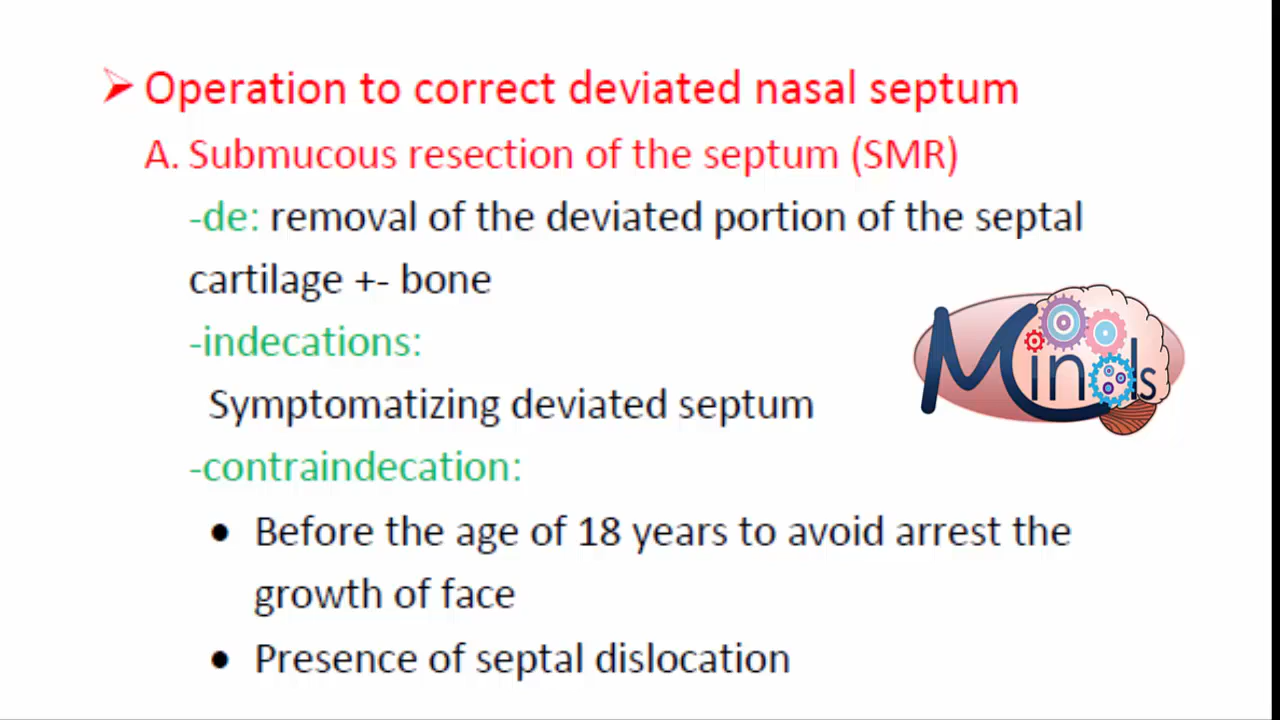 ➢ Operation to correct deviated nasal septum
A. Submucous resection of the septum (SMR)
-de: removal of the deviated portion of the septal
cartilage +- bone
-indecations:
Minds
Symptomatizing deviated septum
-contraindecation:
• Before the age of 18 years to avoid arrest the
growth of face
• Presence of septal dislocation